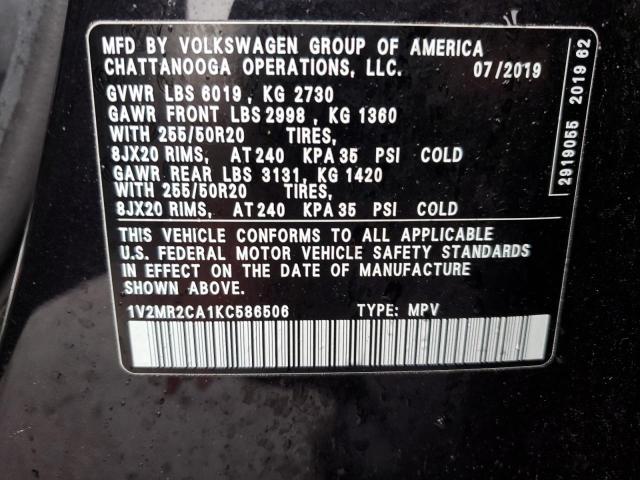 MFD BY VOLKSWAGEN GROUP OF AMERICA
CHATTANOOGA OPERATIONS, LLC. 07/2019
GVWR LBS 6019, KG 2730
GAWR FRONT LBS 2998, KG 1360
WITH 255/50R20 TIRES,
8JX20 RIMS, AT 240 KPA 35 PSI COLD
GAWR REAR LBS 3131, KG 1420
WITH 255/50R20 TIRES,
8JX20 RIMS, AT 240 KPA 35 PSI COLD
THIS VEHICLE CONFORMS TO ALL APPLICABLE
U.S. FEDERAL MOTOR VEHICLE SAFETY STANDARDS
IN EFFECT ON THE DATE OF MANUFACTURE
SHOWN ABOVE.
1V2MR2CA1KC586506 TYPE: MPV
2919055 2019 62